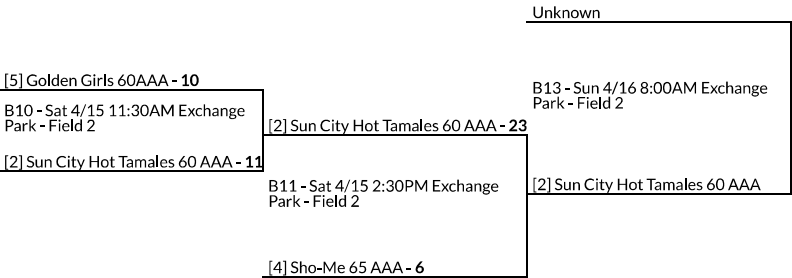 Unknown
[5] Golden Girls 60AAA - 10
B10 - Sat 4/15 11:30AM Exchange
Park - Field 2
[2] Sun City Hot Tamales 60 AAA - 11
[2] Sun City Hot Tamales 60 AAA - 23
B11 - Sat 4/15 2:30PM Exchange
Park - Field 2
[4] Sho-Me 65 AAA - 6
B13 - Sun 4/16 8:00AM Exchange
Park - Field 2
[2] Sun City Hot Tamales 60 AAA